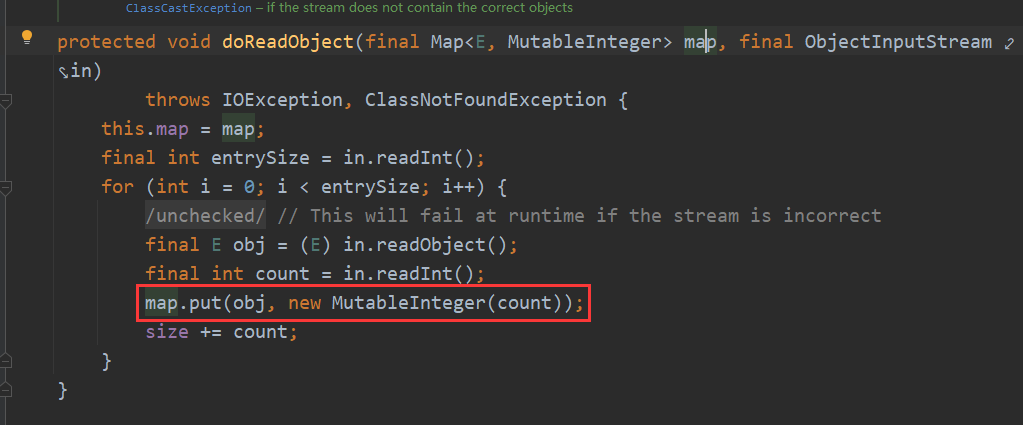 ClassCastException – if the stream does not contain the correct objects
protected void doReadObject(final Map<E, MutableInteger> map, final ObjectInputStream
in)
throws IOException, ClassNotFoundException {
this.map = map;
final int entrySize = in.readInt();
for (int i = 0; i < entrySize; i++) {
/unchecked/ // This will fail at runtime if the stream is incorrect
final E obj = (E) in.readObject();
final int count = in.readInt();
map.put(obj, new MutableInteger(count));
size += count;
}
}